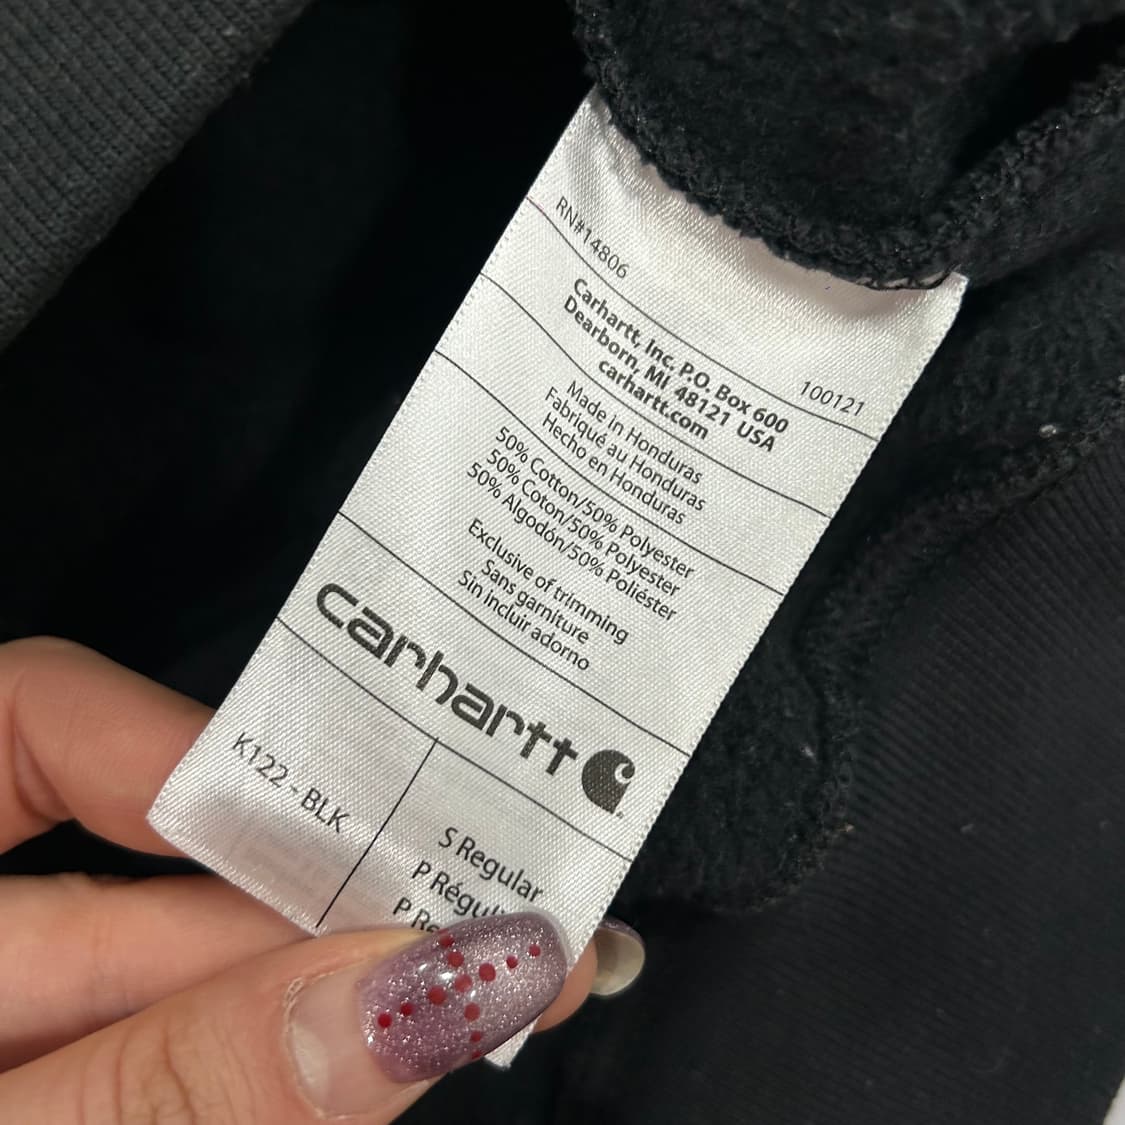 RN#14806
100121
Carhartt, Inc. P.O. Box 600
Dearborn, MI 48121 USA
carhartt.com
Made in Honduras
Fabriqué au Honduras
Hecho en Honduras
50% Cotton/50% Polyester
50% Coton/50% Polyester
50% Algodón/50% Poliéster
Exclusive of trimming
Sans garniture
Sin incluir adorno
carhartt
K122 - BLK
S Regular
P
P